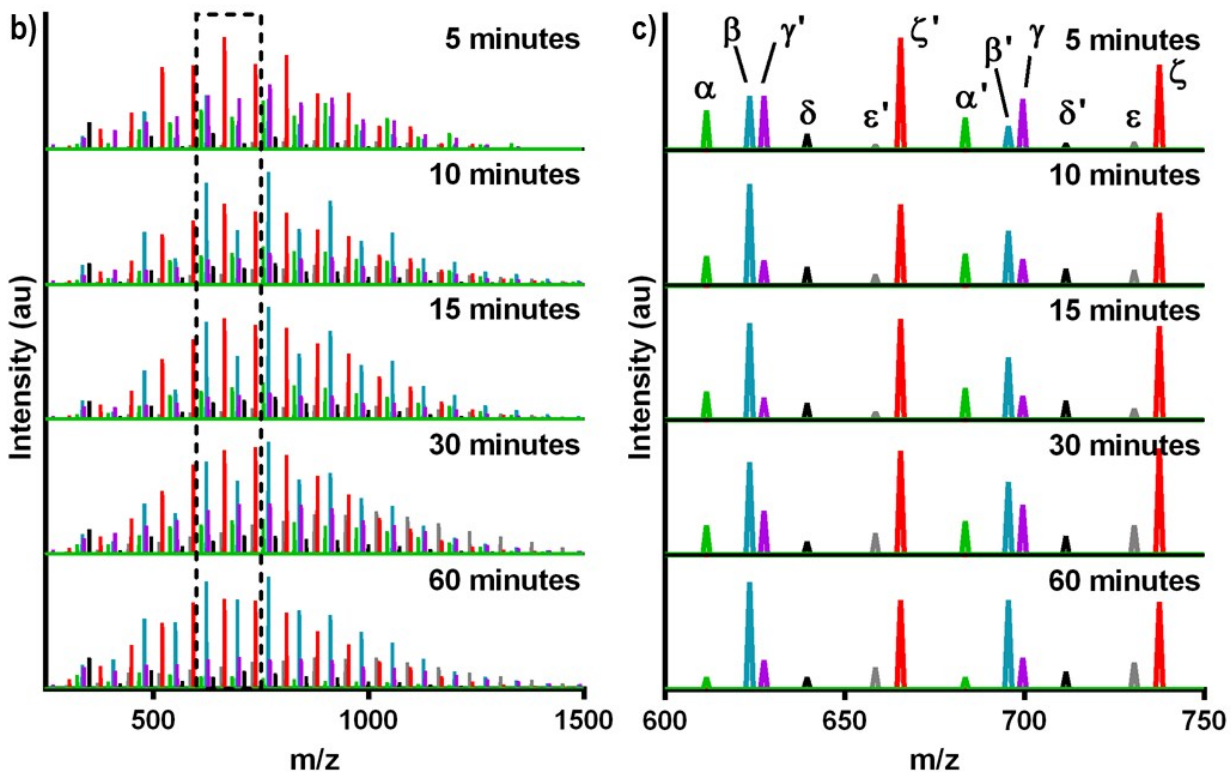 b)
5 minutes
10 minutes
15 minutes
30 minutes
60 minutes
Intensity (au)
500
1000
1500
m/z
c)
5 minutes
α
β
γ'
δ
ε'
ζ'
α'
β'
γ
δ'
ε
ζ
10 minutes
15 minutes
30 minutes
60 minutes
Intensity (au)
600
650
700
750
m/z